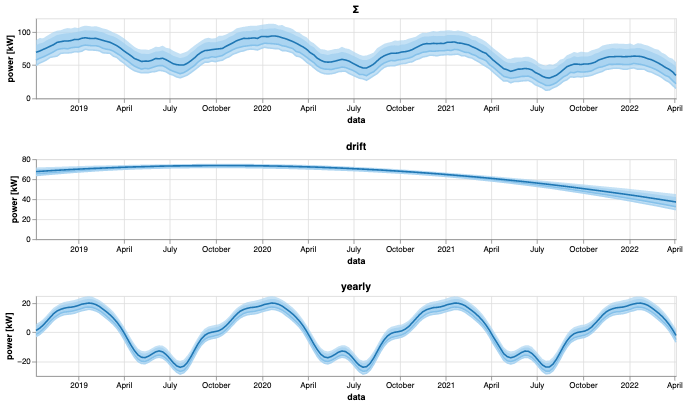 Σ
power [kW]
100
50
0
2019 April July October 2020 April July October 2021 April July October 2022 April
data
drift
power [kW]
80
60
40
20
0
2019 April July October 2020 April July October 2021 April July October 2022 April
data
yearly
power [kW]
20
0
−20
2019 April July October 2020 April July October 2021 April July October 2022 April
data